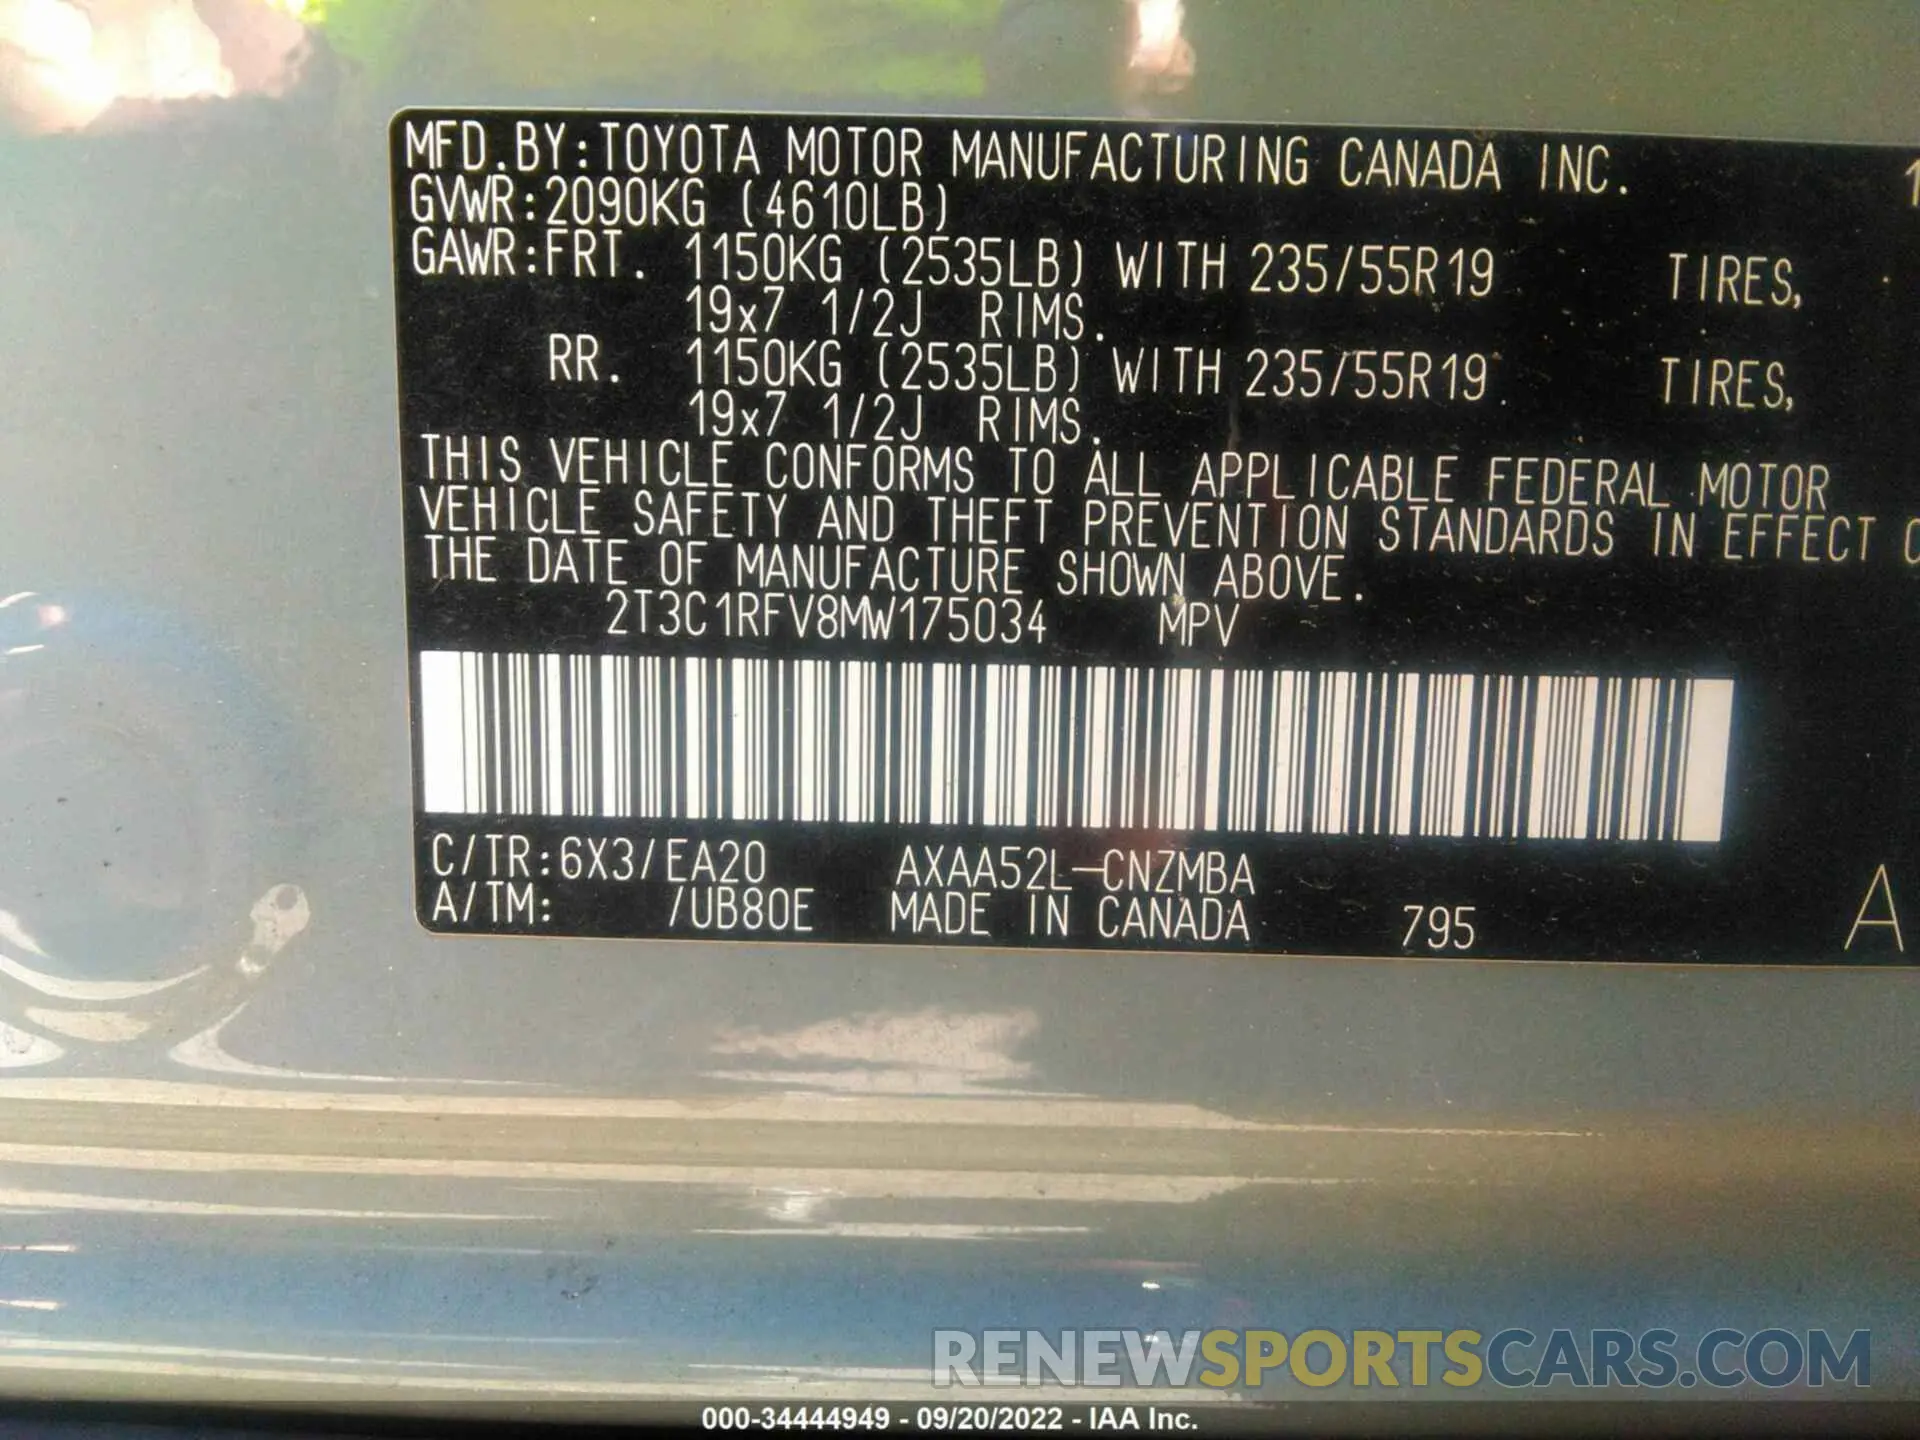 MFD.BY:TOYOTA MOTOR MANUFACTURING CANADA INC. 1
GVWR:2090KG (4610LB)
GAWR:FRT. 1150KG (2535LB) WITH 235/55R19 TIRES,
19x7 1/2J RIMS.
RR. 1150KG (2535LB) WITH 235/55R19 TIRES,
19x7 1/2J RIMS.
THIS VEHICLE CONFORMS TO ALL APPLICABLE FEDERAL MOTOR
VEHICLE SAFETY AND THEFT PREVENTION STANDARDS IN EFFECT
THE DATE OF MANUFACTURE SHOWN ABOVE.
2T3C1RFV8MW175034 MPV
C/TR:6X3/EA20 AXAA52L-CNZMBA
A/TM: /UB80E MADE IN CANADA 795 A
RENEWSPORTSCARS.COM
000-34444949 - 09/20/2022 - IAA Inc.